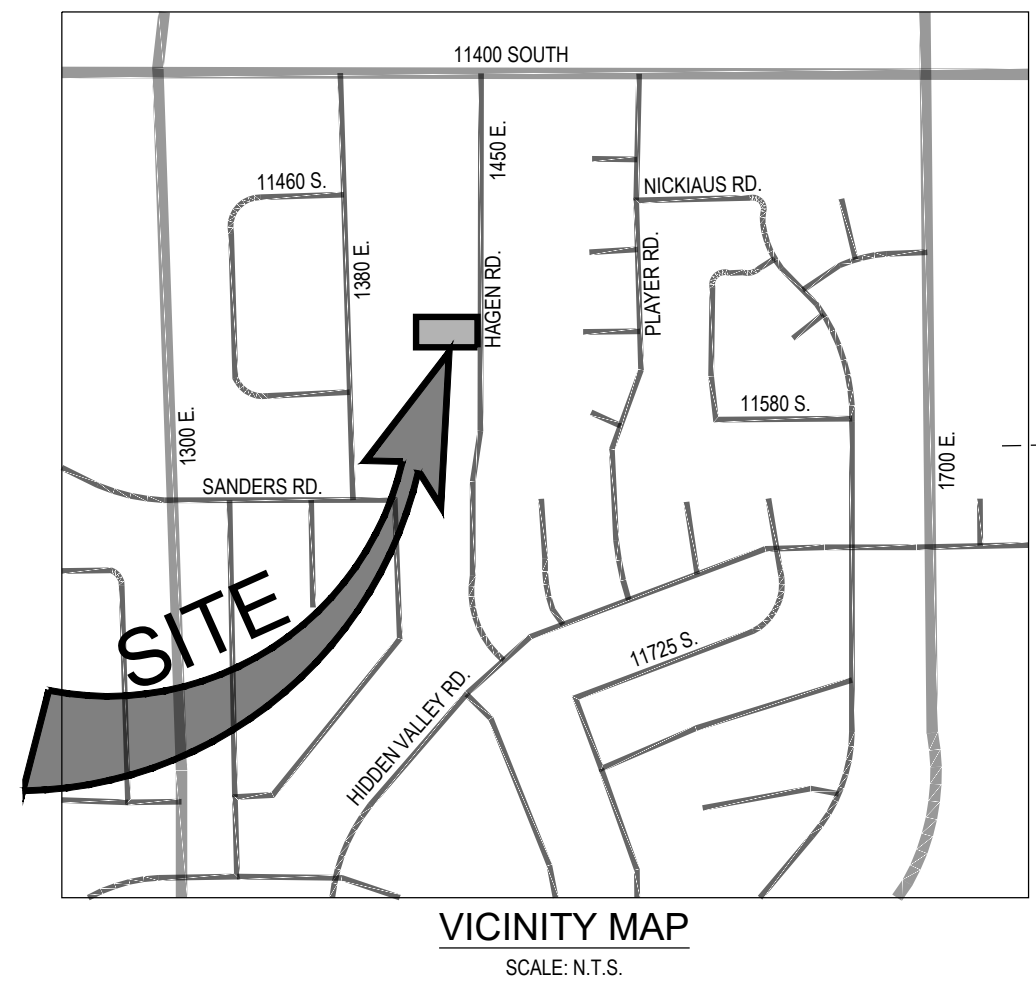 11400 SOUTH
1450 E.
11460 S.
NICKIAUS RD.
1380 E.
HAGEN RD.
PLAYER RD.
11580 S.
1300 E.
1700 E.
SANDERS RD.
SITE
11725 S.
HIDDEN VALLEY RD.
VICINITY MAP
SCALE: N.T.S.